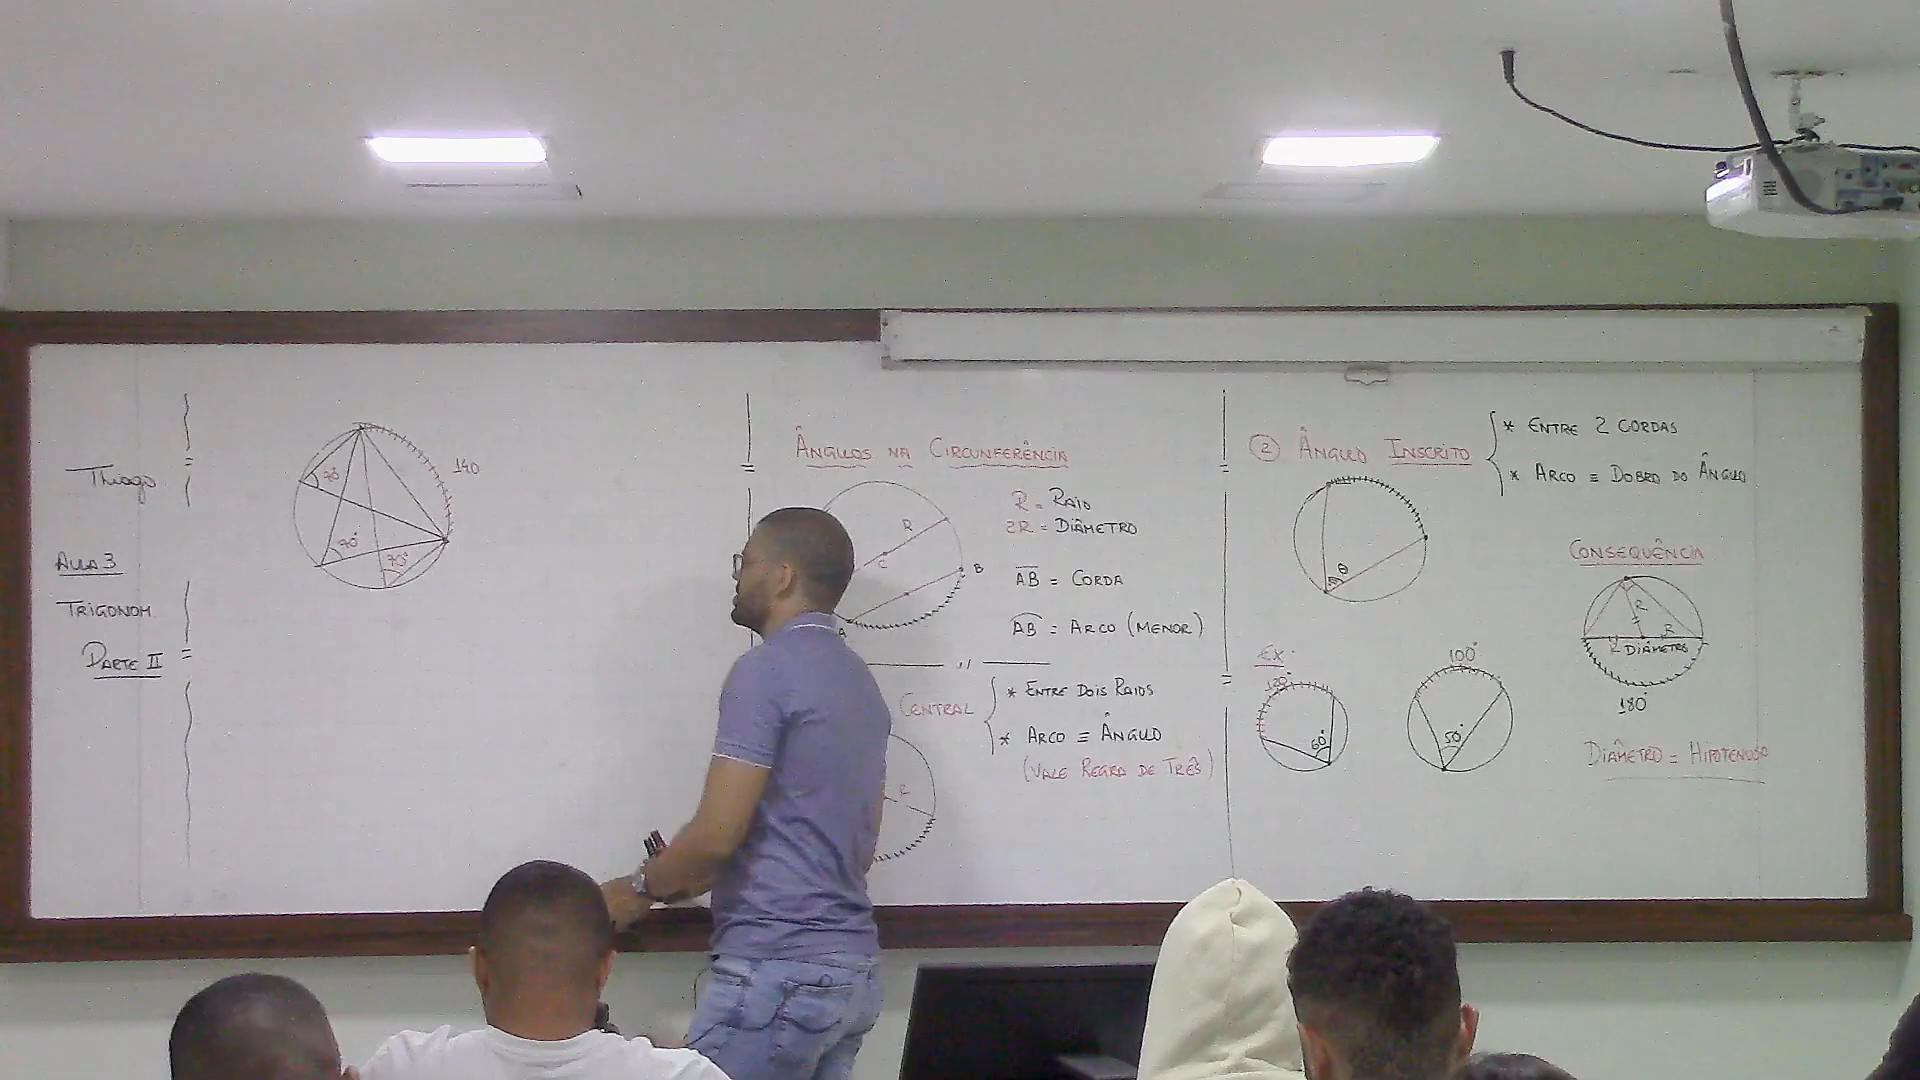 Thiago
AULA 3
TRIGONOM.
PARTE II
140
70°
70°
70°
ÂNGULOS NA CIRCUNFERÊNCIA
R
C
A
B
R = RAIO
2R = DIÂMETRO
AB = CORDA
AB = ARCO (MENOR)
CENTRAL
* ENTRE DOIS RAIOS
* ARCO ≡ ÂNGULO
(VALE REGRA DE TRÊS)
2 ÂNGULO INSCRITO
* ENTRE 2 CORDAS
* ARCO ≡ DOBRO DO ÂNGULO
θ
EX.
120°
60°
100°
50°
CONSEQUÊNCIA
R
R
R
DIÂMETRO
180°
DIÂMETRO = HIPOTENUSA